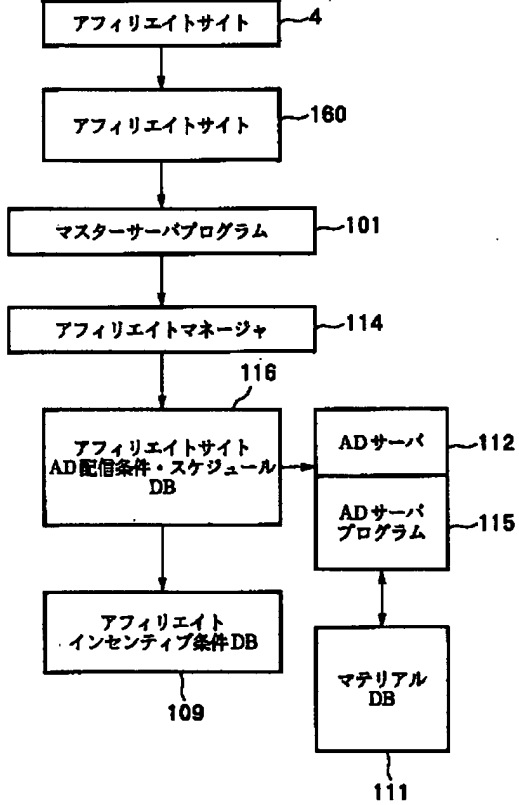 アフィリエイトサイト
4
アフィリエイトサイト
160
マスターサーバプログラム
101
アフィリエイトマネージャ
114
116
アフィリエイトサイト
AD配信条件・スケジュール
DB
ADサーバ
112
ADサーバ
プログラム
115
アフィリエイト
インセンティブ条件DB
109
マテリアル
DB
111